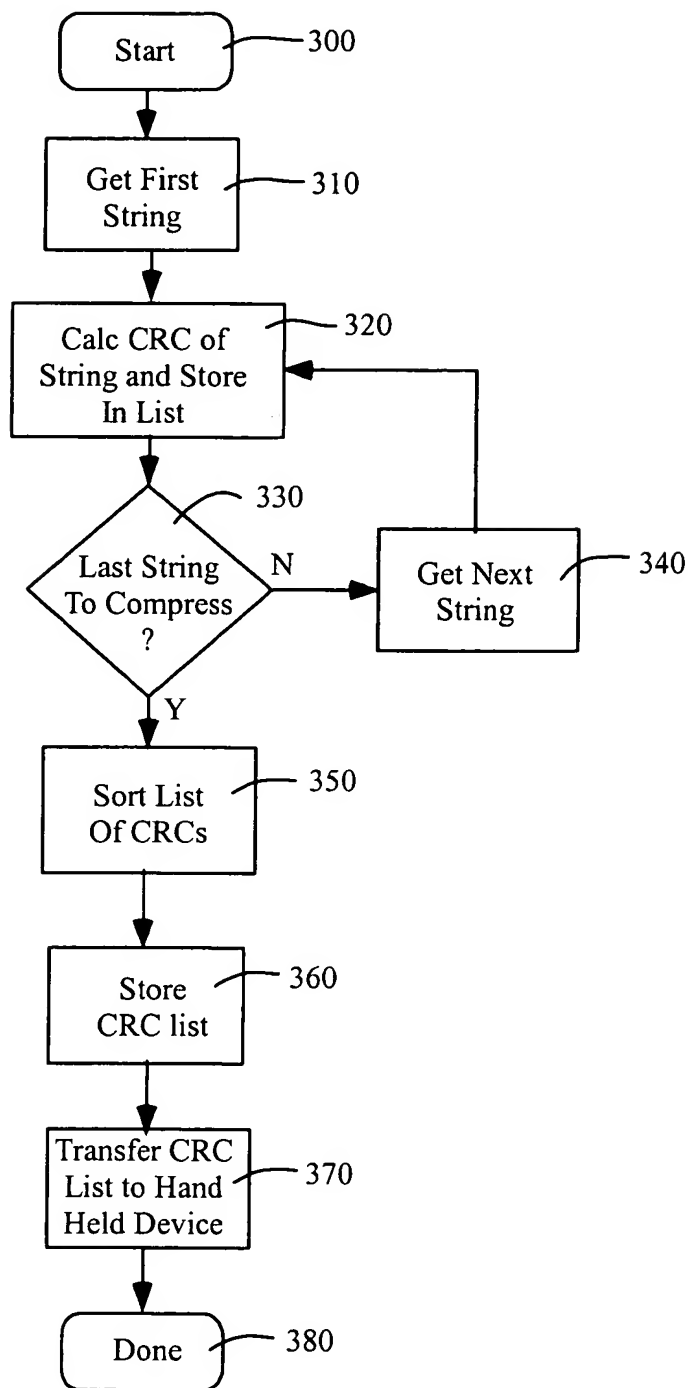 Start
300
Get First
String
310
Calc CRC of
String and Store
In List
320
330
Last String
To Compress
?
N
Get Next
String
340
Y
Sort List
Of CRCs
350
Store
CRC list
360
Transfer CRC
List to Hand
Held Device
370
Done
380